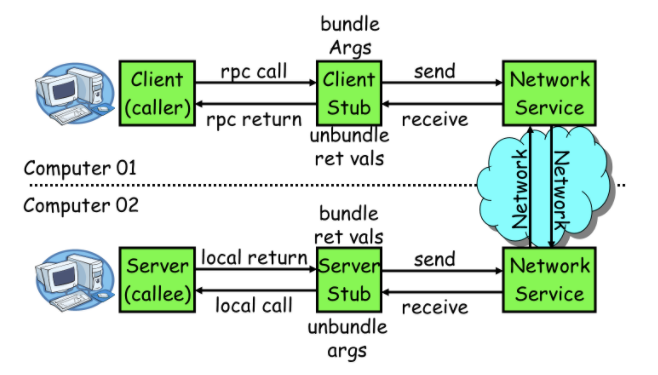 bundle
Args
Client
(caller)
rpc call
rpc return
Client
Stub
send
receive
Network
Service
unbundle
ret vals
Computer 01
Network
Network
Computer 02
bundle
ret vals
Server
(callee)
local return
local call
Server
Stub
send
receive
Network
Service
unbundle
args